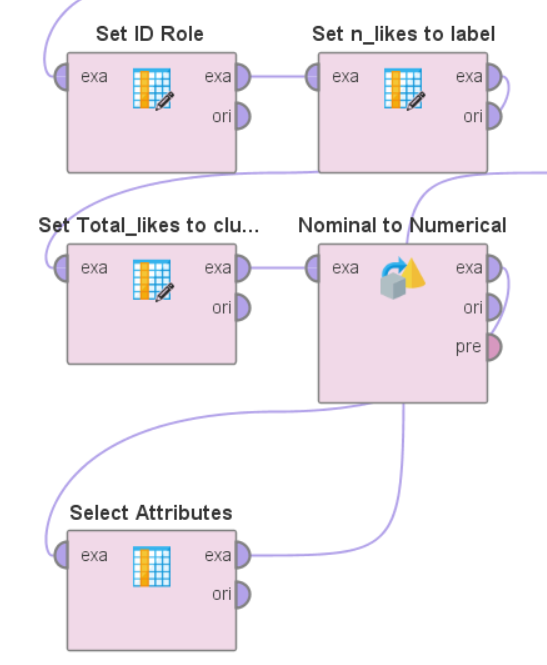 Set ID Role
Set n_likes to label
exa exa
exa exa
ori
ori
Set Total_likes to clu...
Nominal to Numerical
exa exa
exa exa
ori
ori
pre
Select Attributes
exa exa
ori